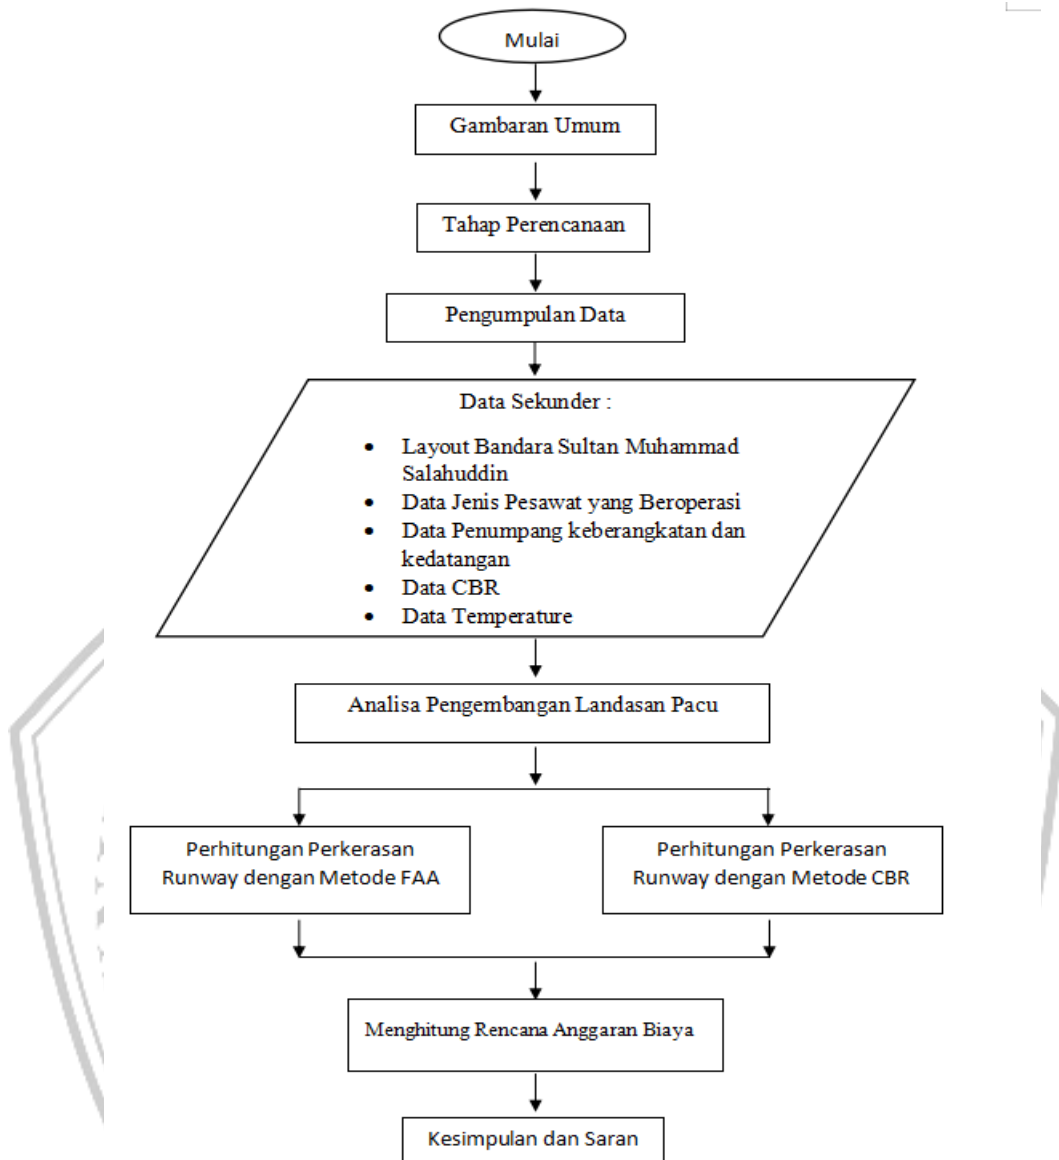 Mulai
Gambaran Umum
Tahap Perencanaan
Pengumpulan Data
Data Sekunder :
• Layout Bandara Sultan Muhammad
Salahuddin
• Data Jenis Pesawat yang Beroperasi
• Data Penumpang keberangkatan dan
kedatangan
• Data CBR
• Data Temperature
Analisa Pengembangan Landasan Pacu
Perhitungan Perkerasan
Runway dengan Metode FAA
Perhitungan Perkerasan
Runway dengan Metode CBR
Menghitung Rencana Anggaran Biaya
Kesimpulan dan Saran